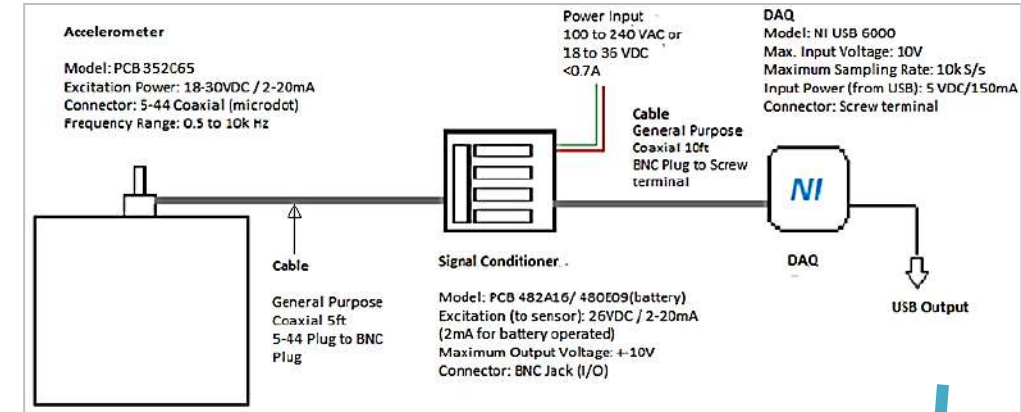 Accelerometer
Model: PCB 352C65
Excitation Power: 18-30VDC / 2-20mA
Connector: 5-44 Coaxial (microdot)
Frequency Range: 0.5 to 10k Hz
Power Input
100 to 240 VAC or
18 to 36 VDC
<0.7A
DAQ
Model: NI USB 6000
Max. Input Voltage: 10V
Maximum Sampling Rate: 10k S/s
Input Power (from USB): 5 VDC/150mA
Connector: Screw terminal
Cable
General Purpose
Coaxial 10ft
BNC Plug to Screw
terminal
NI
Cable
General Purpose
Coaxial 5ft
5-44 Plug to BNC
Plug
Signal Conditioner
Model: PCB 482A16/ 480E09(battery)
Excitation (to sensor): 26VDC / 2-20mA
(2mA for battery operated)
Maximum Output Voltage: +-10V
Connector: BNC Jack (I/O)
DAQ
USB Output